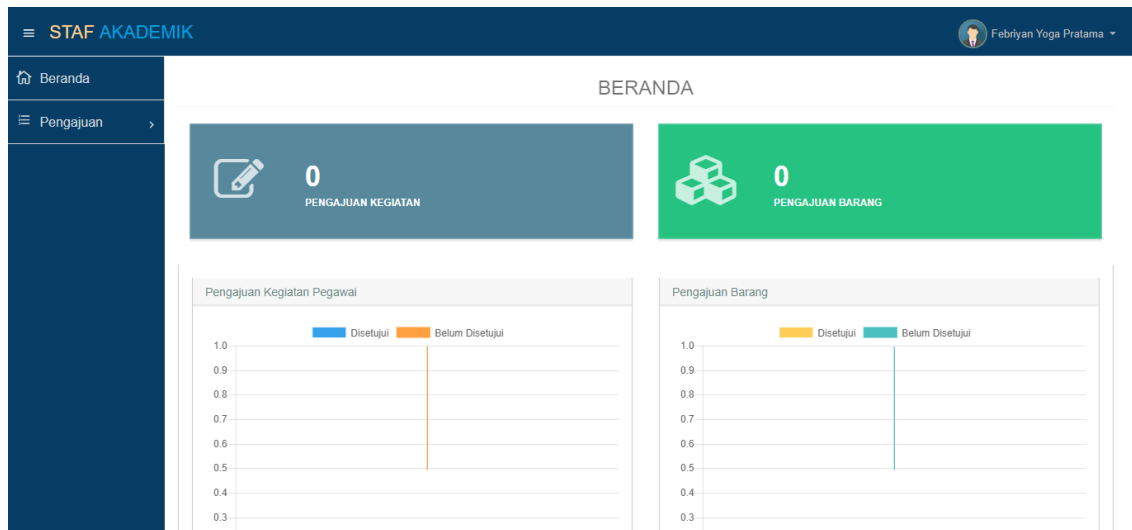 STAF AKADEMIK
Febriyan Yoga Pratama
Beranda
Pengajuan
BERANDA
0
PENGAJUAN KEGIATAN
0
PENGAJUAN BARANG
Pengajuan Kegiatan Pegawai
Disetujui Belum Disetujui
1.0
0.9
0.8
0.7
0.6
0.5
0.4
0.3
Pengajuan Barang
Disetujui Belum Disetujui
1.0
0.9
0.8
0.7
0.6
0.5
0.4
0.3